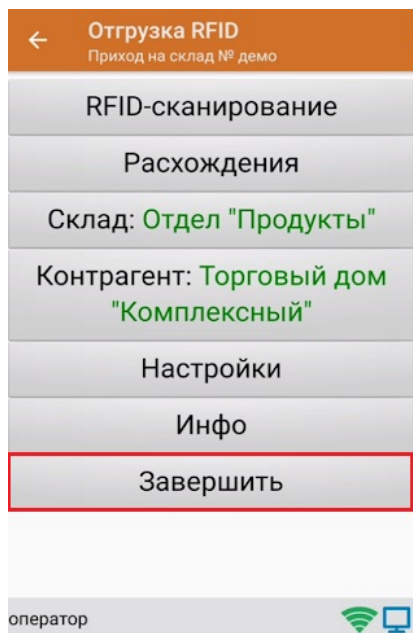 Отгрузка RFID
Приход на склад № демо
RFID-сканирование
Расхождения
Склад: Отдел "Продукты"
Контрагент: Торговый дом
"Комплексный"
Настройки
Инфо
Завершить
оператор